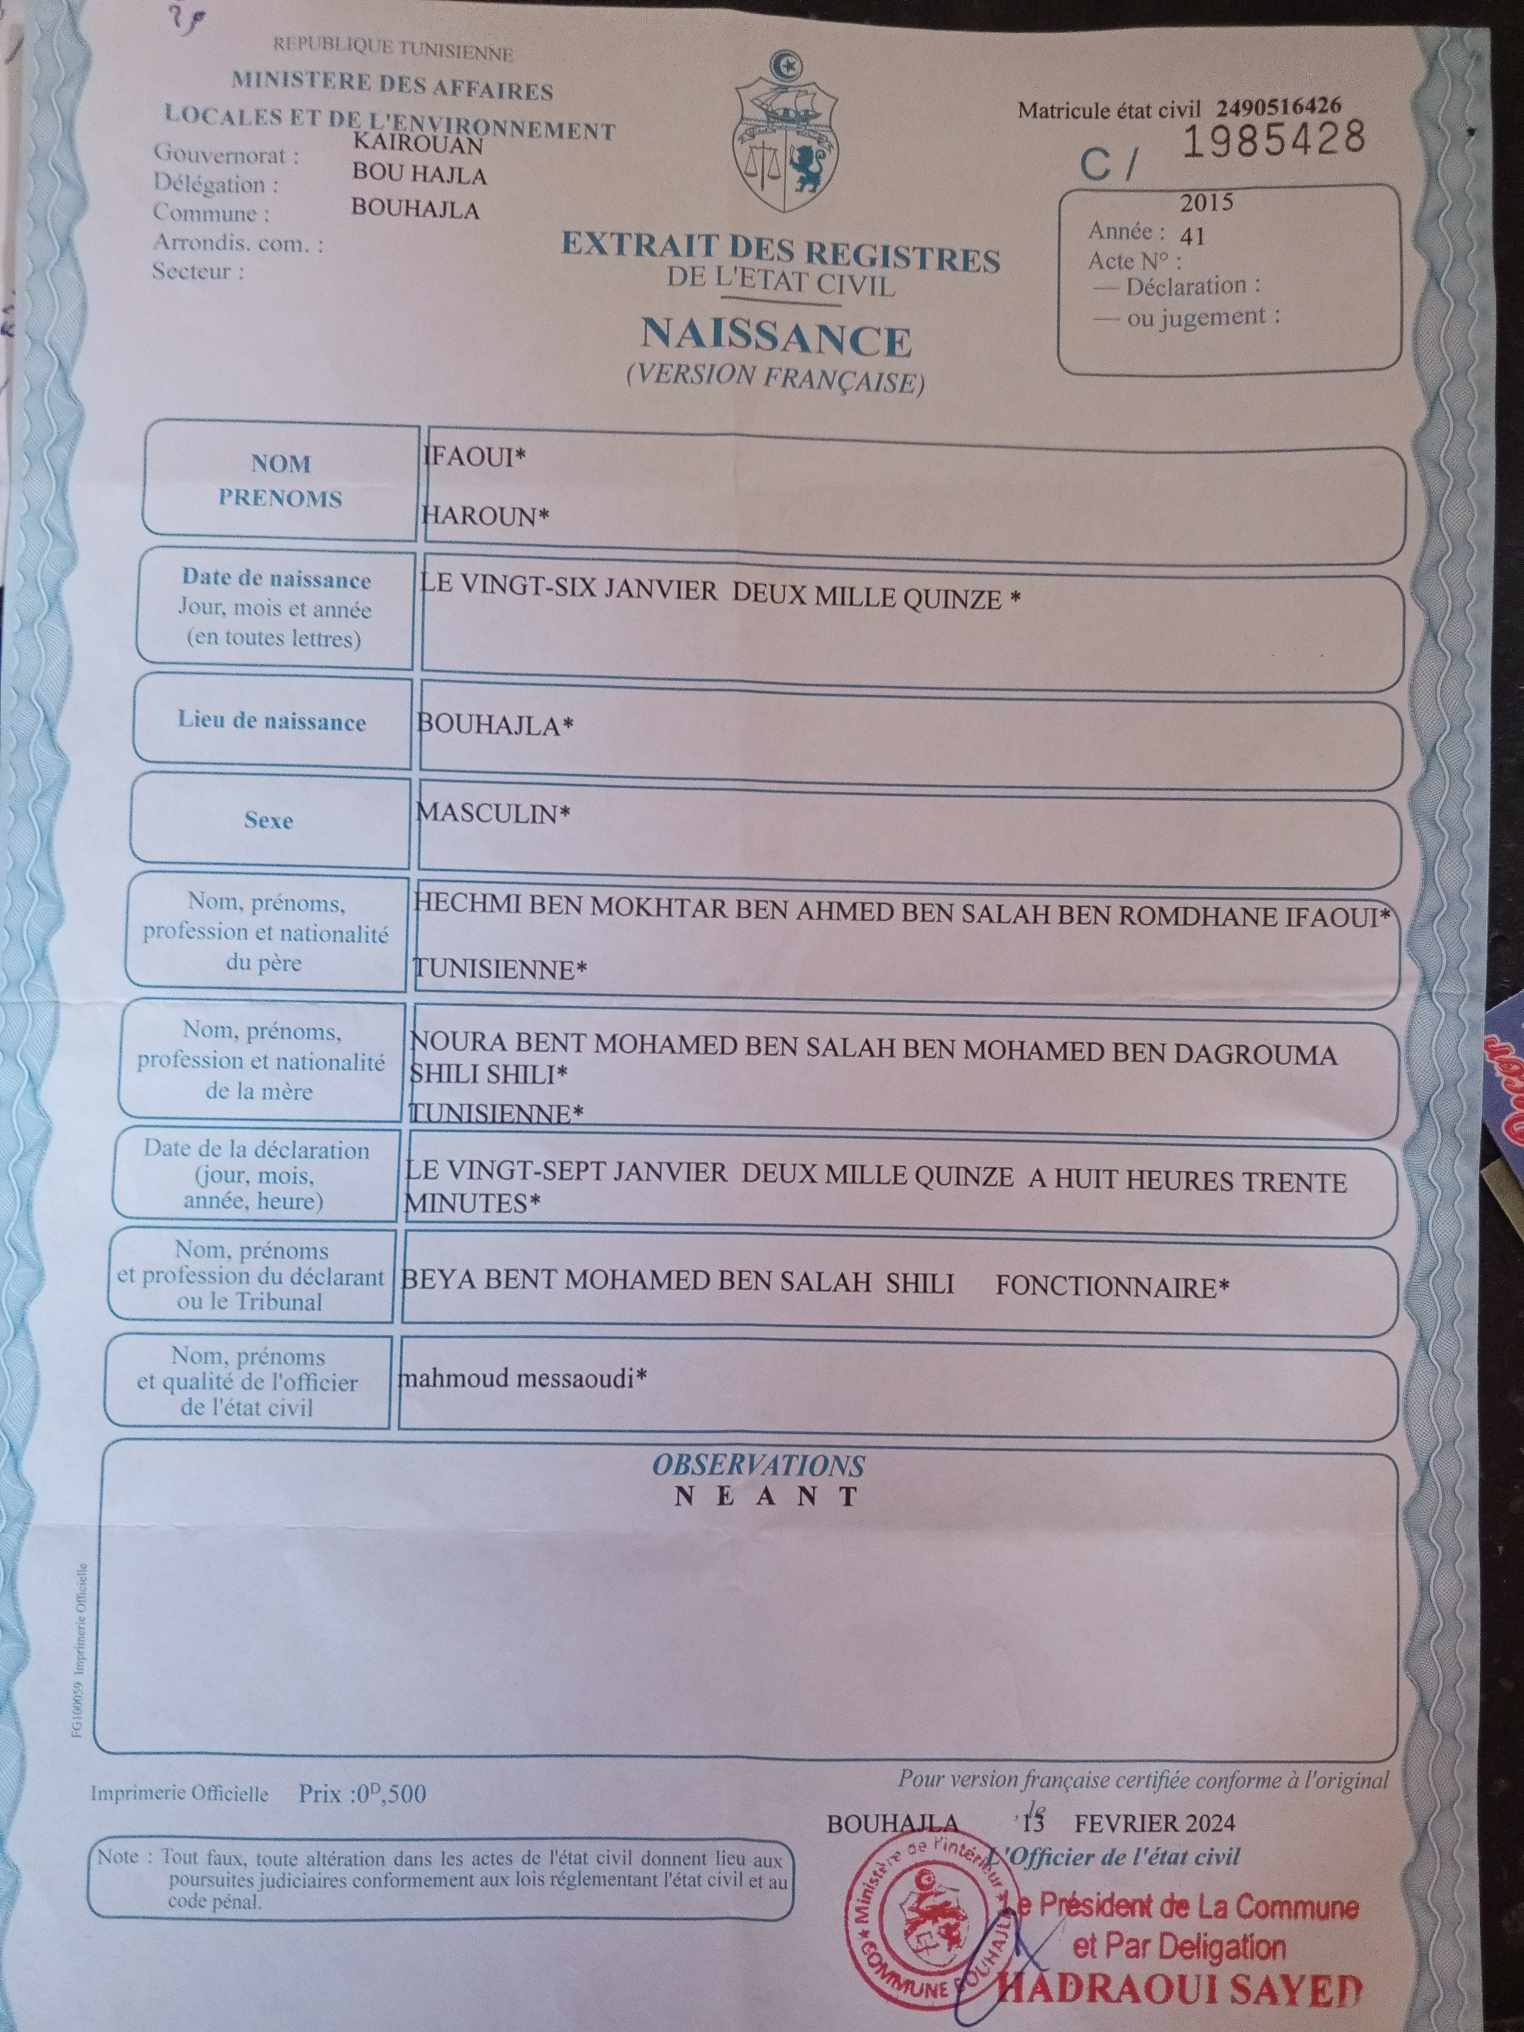 REPUBLIQUE TUNISIENNE
MINISTERE DES AFFAIRES
LOCALES ET DE L'ENVIRONNEMENT
Gouvernorat : KAIROUAN
Délégation : BOU HAJLA
Commune : BOUHAJLA
Arrondis. com. :
Secteur :
Matricule état civil 2490516426
C / 1985428
2015
Année : 41
Acte N° :
— Déclaration :
— ou jugement :
EXTRAIT DES REGISTRES
DE L'ETAT CIVIL
NAISSANCE
(VERSION FRANÇAISE)
NOM
PRENOMS
IFAOUI*
HAROUN*
Date de naissance
Jour, mois et année
(en toutes lettres)
LE VINGT-SIX JANVIER DEUX MILLE QUINZE *
Lieu de naissance
BOUHAJLA*
Sexe
MASCULIN*
Nom, prénoms,
profession et nationalité
du père
HECHMI BEN MOKHTAR BEN AHMED BEN SALAH BEN ROMDHANE IFAOUI*
TUNISIENNE*
Nom, prénoms,
profession et nationalité
de la mère
NOURA BENT MOHAMED BEN SALAH BEN MOHAMED BEN DAGROUMA
SHILI SHILI*
TUNISIENNE*
Date de la déclaration
(jour, mois,
année, heure)
LE VINGT-SEPT JANVIER DEUX MILLE QUINZE A HUIT HEURES TRENTE
MINUTES*
Nom, prénoms
et profession du déclarant
ou le Tribunal
BEYA BENT MOHAMED BEN SALAH SHILI FONCTIONNAIRE*
Nom, prénoms
et qualité de l'officier
de l'état civil
mahmoud messaoudi*
OBSERVATIONS
N E A N T
FG100059 Imprimerie Officielle
Imprimerie Officielle Prix :0D,500
Pour version française certifiée conforme à l'original
BOUHAJLA , le 13 FEVRIER 2024
L'Officier de l'état civil
Note : Tout faux, toute altération dans les actes de l'état civil donnent lieu aux
poursuites judiciaires conformement aux lois réglementant l'état civil et au
code pénal.
Ministère de l'intérieur
COMMUNE BOUHAJLA
Le Président de La Commune
et Par Deligation
HADRAOUI SAYED